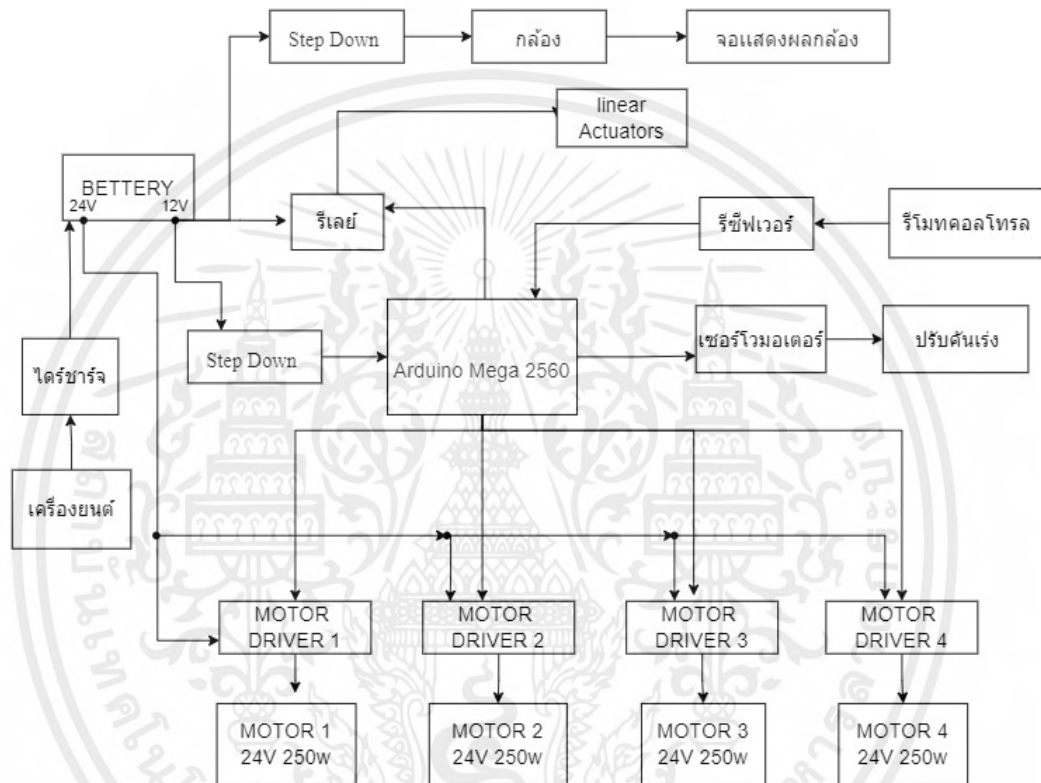 Step Down
กล้อง
จอแสดงผลกล้อง
linear
Actuators
BETTERY
24V
12V
รีเลย์
รีซีฟเวอร์
รีโมทคอลโทรล
Step Down
Arduino Mega 2560
เซอร์โวมอเตอร์
ปรับคันเร่ง
ไดร์ชาร์จ
เครื่องยนต์
MOTOR
DRIVER 1
MOTOR
DRIVER 2
MOTOR
DRIVER 3
MOTOR
DRIVER 4
MOTOR 1
24V 250w
MOTOR 2
24V 250w
MOTOR 3
24V 250w
MOTOR 4
24V 250w